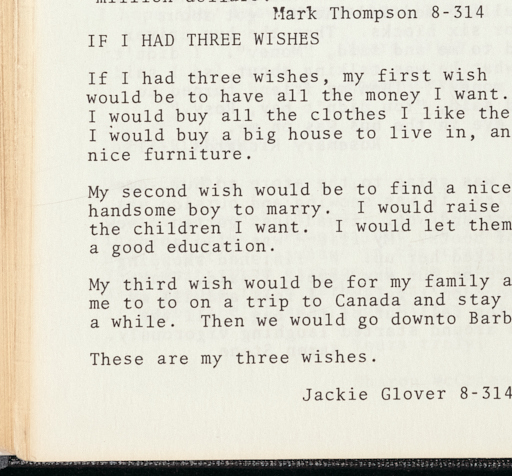 million dollars.
Mark Thompson 8-314
IF I HAD THREE WISHES
If I had three wishes, my first wish
would be to have all the money I want.
I would buy all the clothes I like the
I would buy a big house to live in, an
nice furniture.
My second wish would be to find a nice
handsome boy to marry. I would raise
the children I want. I would let them
a good education.
My third wish would be for my family a
me to to on a trip to Canada and stay
a while. Then we would go downto Barb
These are my three wishes.
Jackie Glover 8-314